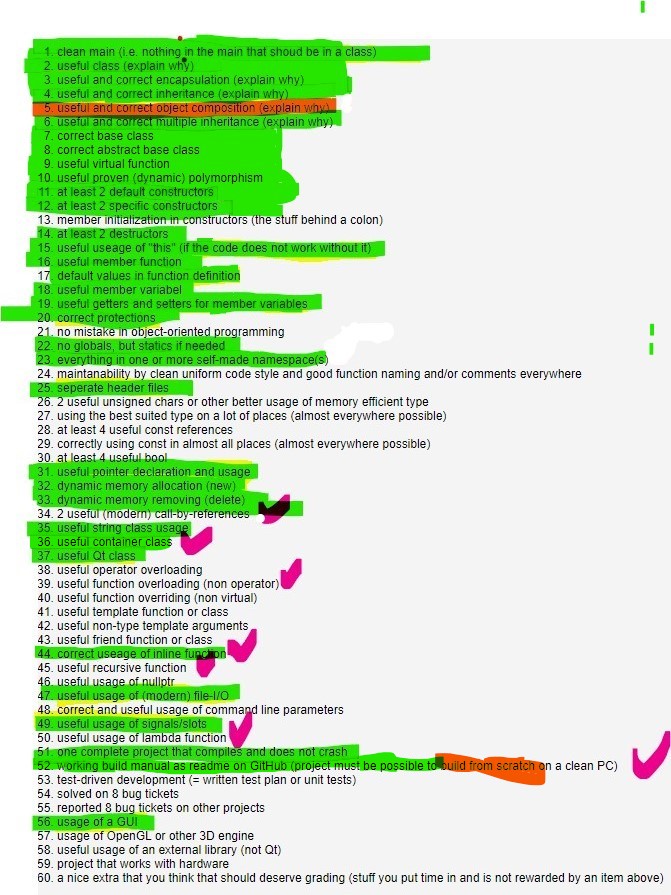 1. clean main (i.e. nothing in the main that shoud be in a class)
2. useful class (explain why)
3. useful and correct encapsulation (explain why)
4. useful and correct inheritance (explain why)
5. useful and correct object composition (explain why)
6. useful and correct multiple inheritance (explain why)
7. correct base class
8. correct abstract base class
9. useful virtual function
10. useful proven (dynamic) polymorphism
11. at least 2 default constructors
12. at least 2 specific constructors
13. member initialization in constructors (the stuff behind a colon)
14. at least 2 destructors
15. useful useage of "this" (if the code does not work without it)
16. useful member function
17. default values in function definition
18. useful member variabel
19. useful getters and setters for member variables
20. correct protections
21. no mistake in object-oriented programming
22. no globals, but statics if needed
23. everything in one or more self-made namespace(s)
24. maintanability by clean uniform code style and good function naming and/or comments everywhere
25. seperate header files
26. 2 useful unsigned chars or other better usage of memory efficient type
27. using the best suited type on a lot of places (almost everywhere possible)
28. at least 4 useful const references
29. correctly using const in almost all places (almost everywhere possible)
30. at least 4 useful bool
31. useful pointer declaration and usage
32. dynamic memory allocation (new)
33. dynamic memory removing (delete)
34. 2 useful (modern) call-by-references
35. useful string class usage
36. useful container class
37. useful Qt class
38. useful operator overloading
39. useful function overloading (non operator)
40. useful function overriding (non virtual)
41. useful template function or class
42. useful non-type template arguments
43. useful friend function or class
44. correct useage of inline function
45. useful recursive function
46. useful usage of nullptr
47. useful usage of (modern) file-I/O
48. correct and useful usage of command line parameters
49. useful usage of signals/slots
50. useful usage of lambda function
51. one complete project that compiles and does not crash
52. working build manual as readme on GitHub (project must be possible to build from scratch on a clean PC)
53. test-driven development (= written test plan or unit tests)
54. solved on 8 bug tickets
55. reported 8 bug tickets on other projects
56. usage of a GUI
57. usage of OpenGL or other 3D engine
58. useful usage of an external library (not Qt)
59. project that works with hardware
60. a nice extra that you think that should deserve grading (stuff you put time in and is not rewarded by an item above)